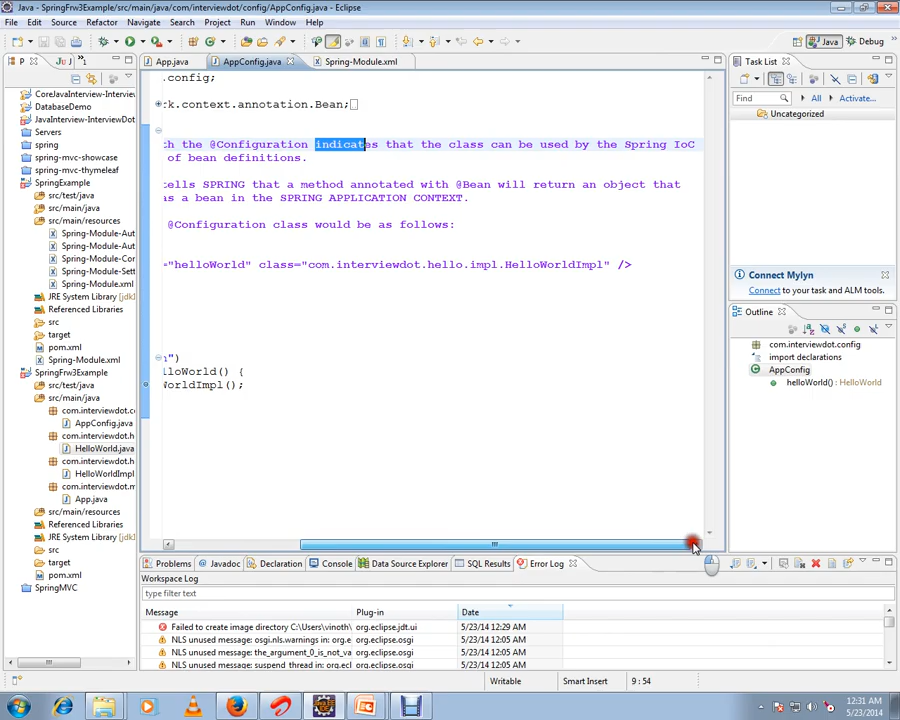 Java - SpringFrw3Example/src/main/java/com/interviewdot/config/AppConfig.java - Eclipse
File Edit Source Refactor Navigate Search Project Run Window Help
Java Debug
P Ju »1
App.java AppConfig.java Spring-Module.xml
Task List
CoreJavaInterview-Interview
DatabaseDemo
JavaInterview-InterviewDot
Servers
spring
spring-mvc-showcase
spring-mvc-thymeleaf
SpringExample
src/test/java
src/main/java
src/main/resources
Spring-Module-Aut
Spring-Module-Aut
Spring-Module-Cor
Spring-Module-Sett
Spring-Module.xml
JRE System Library [jdk1
Referenced Libraries
src
target
pom.xml
Spring-Module.xml
SpringFrw3Example
src/test/java
src/main/java
com.interviewdot.co
AppConfig.java
com.interviewdot.h
HelloWorld.java
com.interviewdot.h
HelloWorldImpl
com.interviewdot.m
App.java
src/main/resources
Referenced Libraries
JRE System Library [jdk1
src
target
pom.xml
SpringMVC
.config;
rk.context.annotation.Bean;
th the @Configuration indicates that the class can be used by the Spring IoC
of bean definitions.
tells SPRING that a method annotated with @Bean will return an object that
as a bean in the SPRING APPLICATION CONTEXT.
@Configuration class would be as follows:
="helloWorld" class="com.interviewdot.hello.impl.HelloWorldImpl" />
")
lloWorld() {
WorldImpl();
Find All Activate...
Uncategorized
Connect Mylyn
Connect to your task and ALM tools.
Outline
com.interviewdot.config
import declarations
AppConfig
helloWorld() : HelloWorld
Problems Javadoc Declaration Console Data Source Explorer SQL Results Error Log
Workspace Log
type filter text
Message Plug-in Date
Failed to create image directory C:\Users\vinoth\ org.eclipse.jdt.ui 5/23/14 12:29 AM
NLS unused message: osgi.nls.warnings in: org.e org.eclipse.osgi 5/23/14 12:05 AM
NLS unused message: the_argument_0_is_not_va org.eclipse.osgi 5/23/14 12:05 AM
NLS unused message: suspend_thread in: org.ecl org.eclipse.osgi 5/23/14 12:05 AM
Writable Smart Insert 9 : 54
12:31 AM
5/23/2014